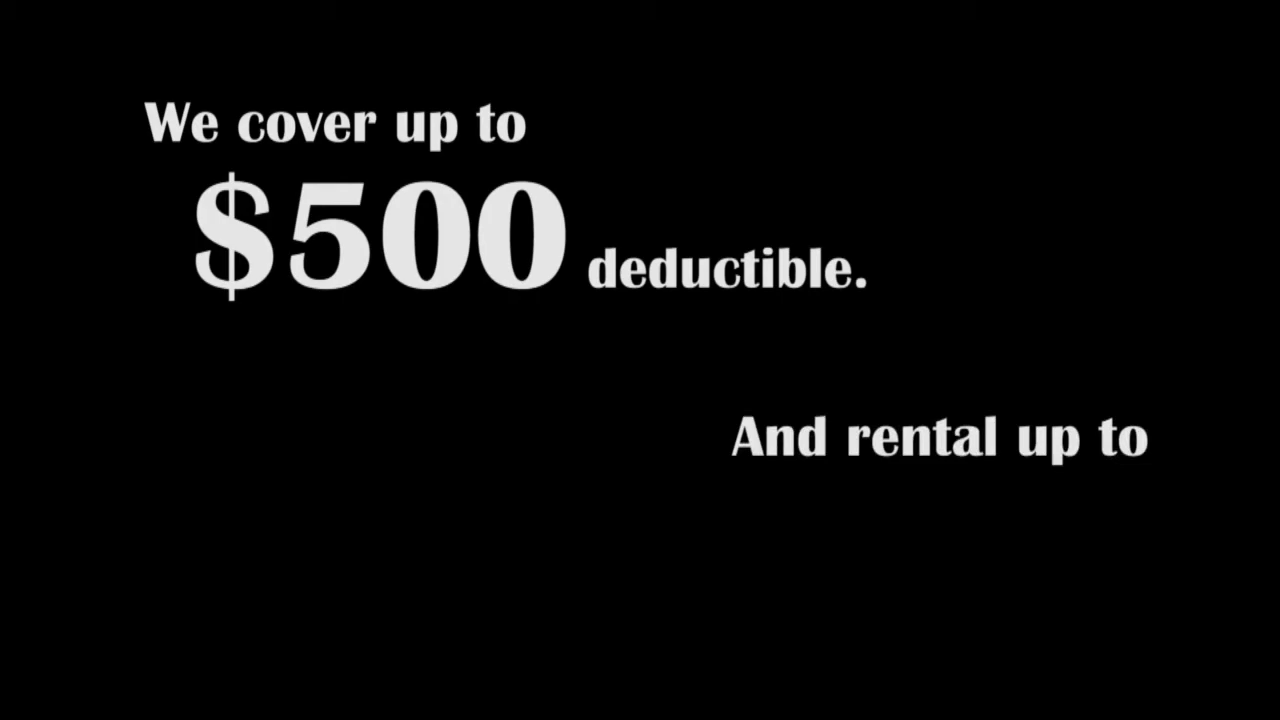 We cover up to
$500 deductible.
And rental up to